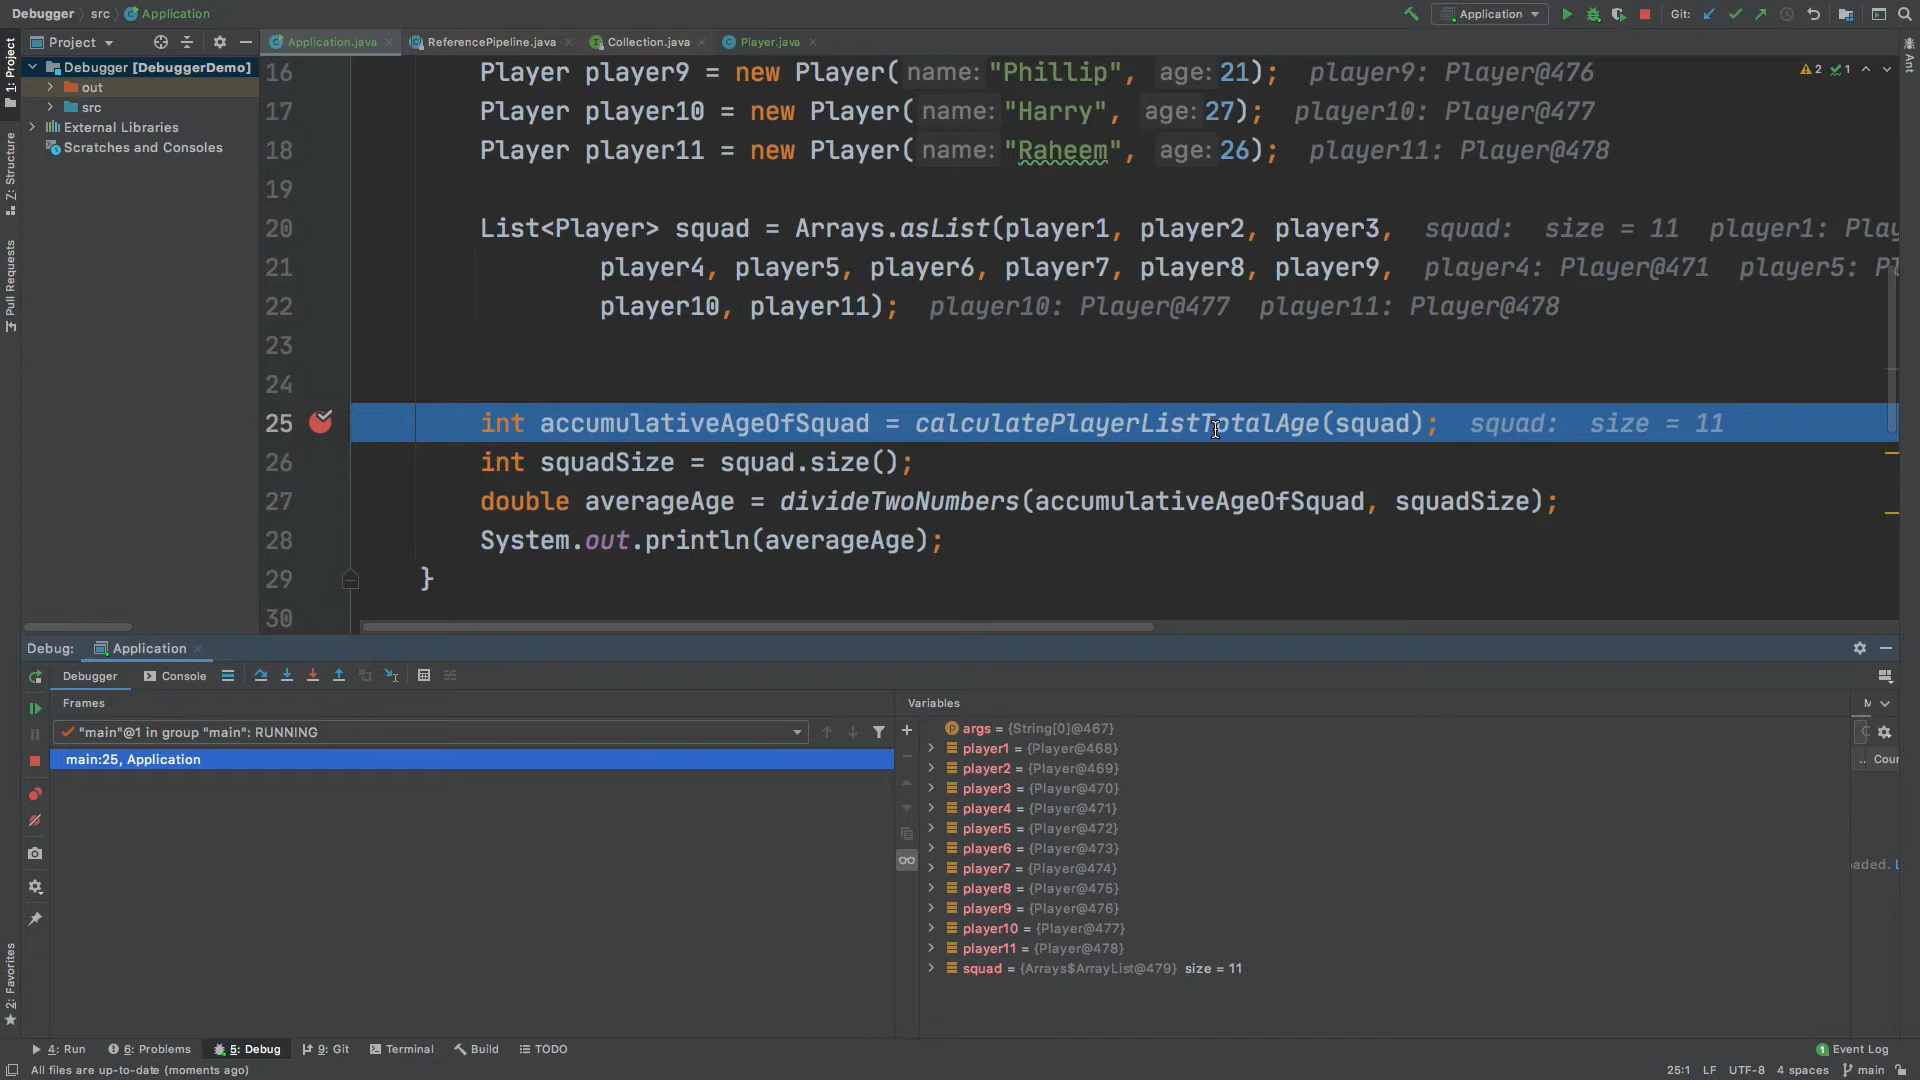 Debugger src Application
Application Git:
Project
Application.java ReferencePipeline.java Collection.java Player.java
Debugger [DebuggerDemo]
out
src
External Libraries
Scratches and Consoles
1: Project
7: Structure
Pull Requests
2: Favorites
Ant
2 1
16 Player player9 = new Player( name: "Phillip", age: 21); player9: Player@476
17 Player player10 = new Player( name: "Harry", age: 27); player10: Player@477
18 Player player11 = new Player( name: "Raheem", age: 26); player11: Player@478
19
20 List<Player> squad = Arrays.asList(player1, player2, player3, squad: size = 11 player1: Play
21 player4, player5, player6, player7, player8, player9, player4: Player@471 player5: Pl
22 player10, player11); player10: Player@477 player11: Player@478
23
24
25 int accumulativeAgeOfSquad = calculatePlayerListTotalAge(squad); squad: size = 11
26 int squadSize = squad.size();
27 double averageAge = divideTwoNumbers(accumulativeAgeOfSquad, squadSize);
28 System.out.println(averageAge);
29 }
30
Debug: Application
Debugger Console
Frames
"main"@1 in group "main": RUNNING
main:25, Application
Variables
args = {String[0]@467}
player1 = {Player@468}
player2 = {Player@469}
player3 = {Player@470}
player4 = {Player@471}
player5 = {Player@472}
player6 = {Player@473}
player7 = {Player@474}
player8 = {Player@475}
player9 = {Player@476}
player10 = {Player@477}
player11 = {Player@478}
squad = {Arrays$ArrayList@479} size = 11
.. Cour
aded.
4: Run 6: Problems 5: Debug 9: Git Terminal Build TODO
1 Event Log
All files are up-to-date (moments ago)
25:1 LF UTF-8 4 spaces main